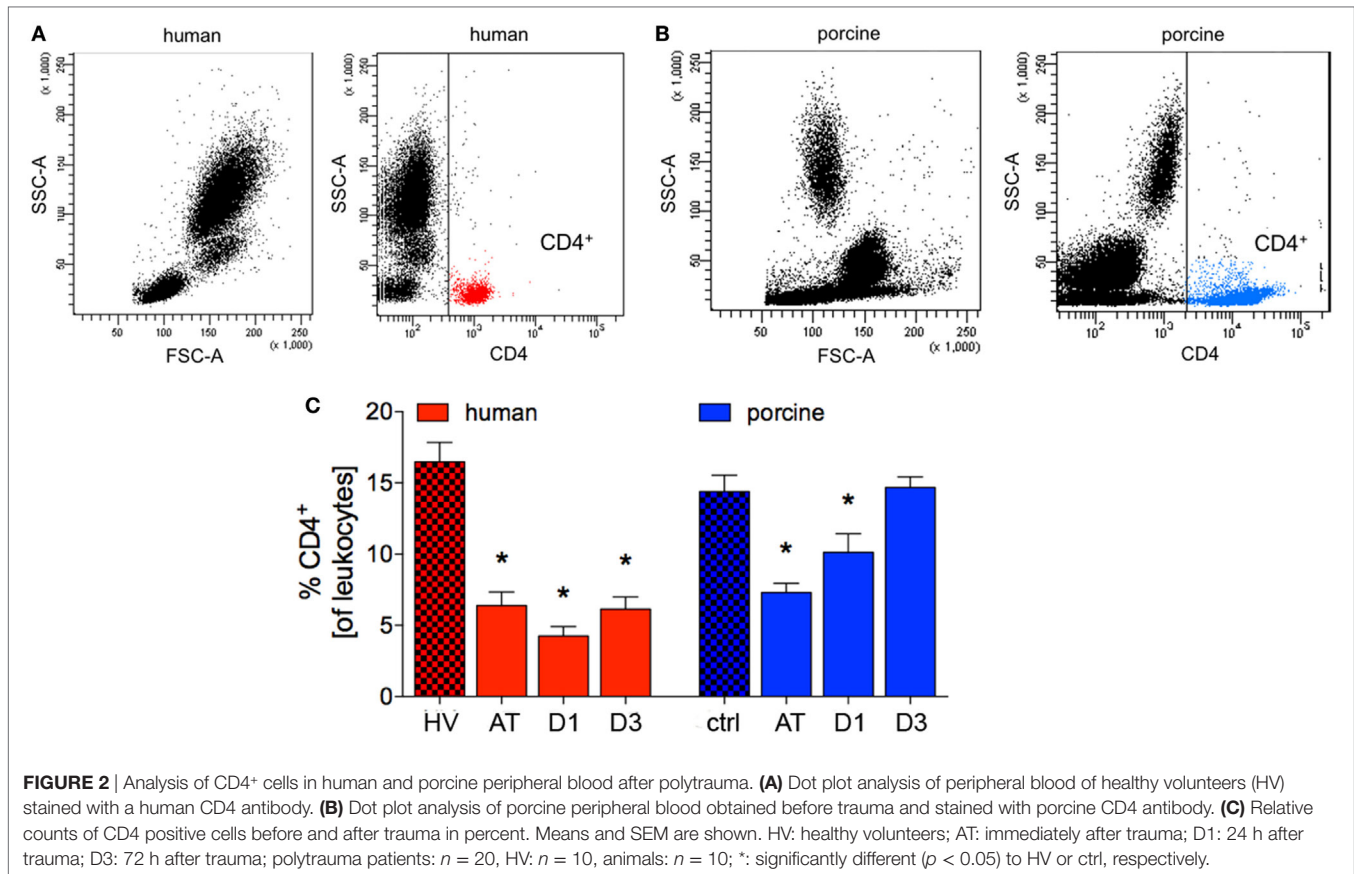 A
human
human
(x 1,000)
250
200
150
100
50
SSC-A
50 100 150 200 250
(x 1,000)
FSC-A
(x 1,000)
250
200
150
100
50
SSC-A
CD4⁺
10² 10³ 10⁴ 10⁵
CD4
B
porcine
porcine
(x 1,000)
250
200
150
100
50
SSC-A
50 100 150 200 250
(x 1,000)
FSC-A
(x 1,000)
250
200
150
100
50
SSC-A
CD4⁺
10² 10³ 10⁴ 10⁵
CD4
C
human
porcine
20
15
10
5
0
% CD4⁺
[of leukocytes]
* * *
* *
HV AT D1 D3 ctrl AT D1 D3
FIGURE 2 | Analysis of CD4⁺ cells in human and porcine peripheral blood after polytrauma. (A) Dot plot analysis of peripheral blood of healthy volunteers (HV)
stained with a human CD4 antibody. (B) Dot plot analysis of porcine peripheral blood obtained before trauma and stained with porcine CD4 antibody. (C) Relative
counts of CD4 positive cells before and after trauma in percent. Means and SEM are shown. HV: healthy volunteers; AT: immediately after trauma; D1: 24 h after
trauma; D3: 72 h after trauma; polytrauma patients: n = 20, HV: n = 10, animals: n = 10; *: significantly different (p < 0.05) to HV or ctrl, respectively.